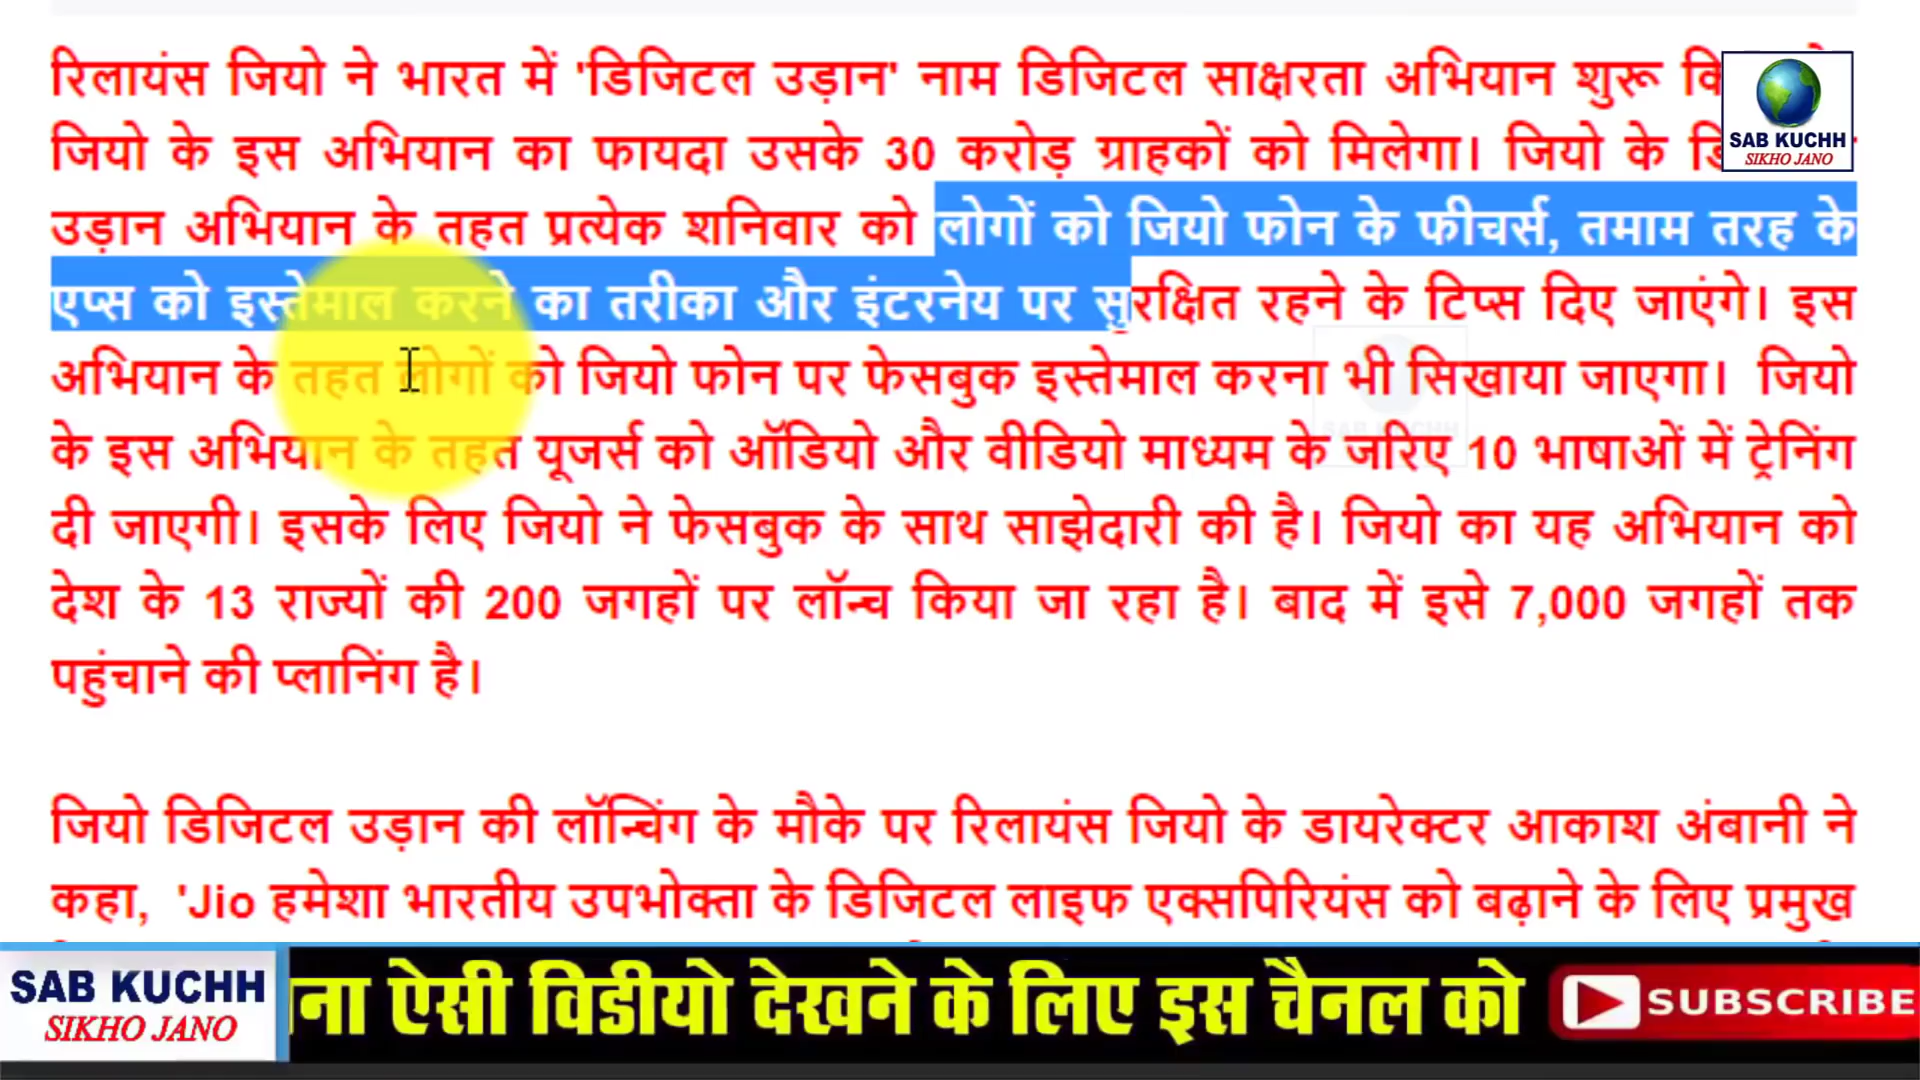 रिलायंस जियो ने भारत में 'डिजिटल उड़ान' नाम डिजिटल साक्षरता अभियान शुरू
जियो के इस अभियान का फायदा उसके 30 करोड़ ग्राहकों को मिलेगा। जियो के
उड़ान अभियान के तहत प्रत्येक शनिवार को लोगों को जियो फोन के फीचर्स, तमाम तरह के
एप्स को इस्तेमाल करने का तरीका और इंटरनेय पर सुरक्षित रहने के टिप्स दिए जाएंगे। इस
अभियान के तहत लोगों को जियो फोन पर फेसबुक इस्तेमाल करना भी सिखाया जाएगा। जियो
के इस अभियान के तहत यूजर्स को ऑडियो और वीडियो माध्यम के जरिए 10 भाषाओं में ट्रेनिंग
दी जाएगी। इसके लिए जियो ने फेसबुक के साथ साझेदारी की है। जियो का यह अभियान को
देश के 13 राज्यों की 200 जगहों पर लॉन्च किया जा रहा है। बाद में इसे 7,000 जगहों तक
पहुंचाने की प्लानिंग है।
जियो डिजिटल उड़ान की लॉन्चिंग के मौके पर रिलायंस जियो के डायरेक्टर आकाश अंबानी ने
कहा, 'Jio हमेशा भारतीय उपभोक्ता के डिजिटल लाइफ एक्सपिरियंस को बढ़ाने के लिए प्रमुख
SAB KUCHH
SIKHO JANO
SAB KUCHH
SIKHO JANO
ना ऐसी विडीयो देखने के लिए इस चैनल को
SUBSCRIBE